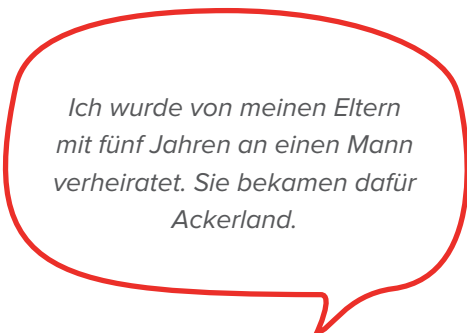 Ich wurde von meinen Eltern
mit fünf Jahren an einen Mann
verheiratet. Sie bekamen dafür
Ackerland.